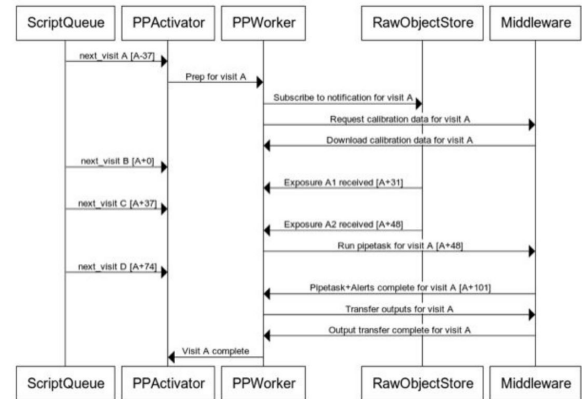 ScriptQueue PPActivator PPWorker RawObjectStore Middleware
next_visit A [A-37]
Prep for visit A
Subscribe to notification for visit A
Request calibration data for visit A
Download calibration data for visit A
next_visit B [A+0]
Exposure A1 received [A+31]
next_visit C [A+37]
Exposure A2 received [A+48]
Run pipetask for visit A [A+48]
next_visit D [A+74]
Pipetask+Alerts complete for visit A [A+101]
Transfer outputs for visit A
Output transfer complete for visit A
Visit A complete
ScriptQueue PPActivator PPWorker RawObjectStore Middleware